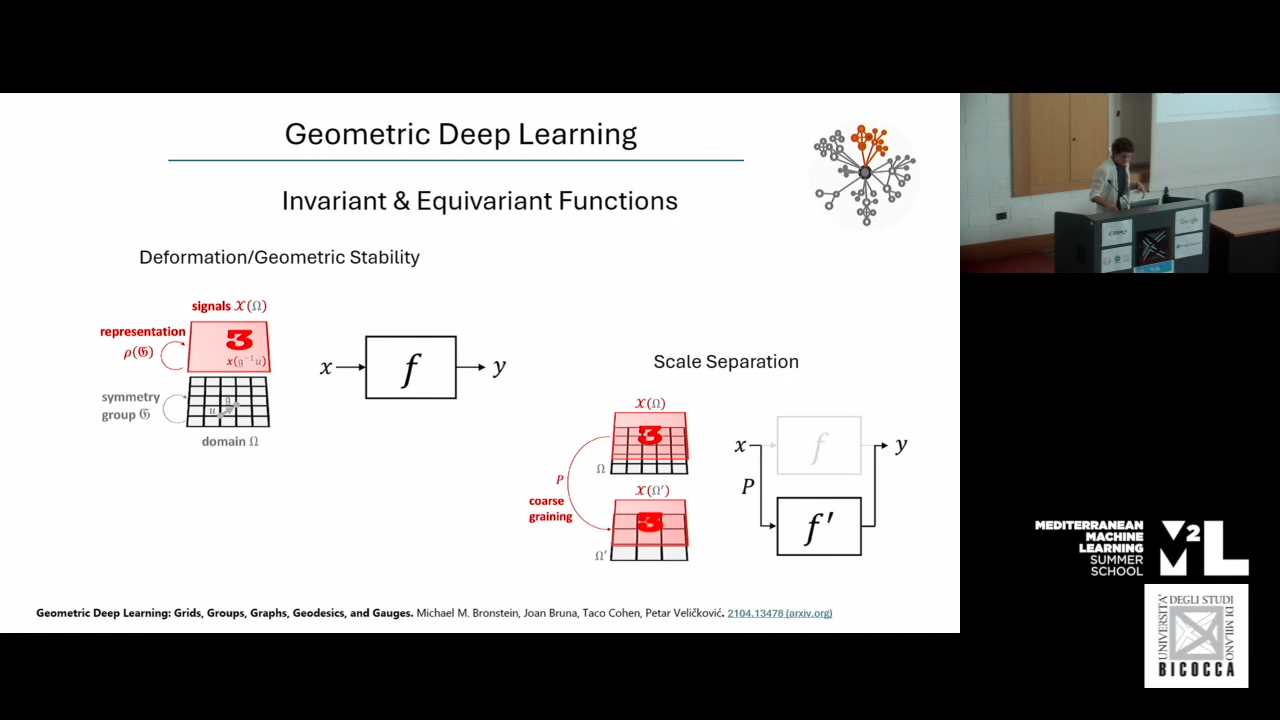 Geometric Deep Learning
Invariant & Equivariant Functions
Deformation/Geometric Stability
signals 𝒳(Ω)
representation
ρ(𝔊)
3
x(g⁻¹u)
symmetry
group 𝔊
g
u
domain Ω
x
f
y
Scale Separation
𝒳(Ω)
3
Ω
P
coarse
graining
𝒳(Ω′)
3
Ω′
x
f
y
P
f′
Geometric Deep Learning: Grids, Groups, Graphs, Geodesics, and Gauges. Michael M. Bronstein, Joan Bruna, Taco Cohen, Petar Veličković. 2104.13478 (arxiv.org)
Google
MEDITERRANEAN
MACHINE
LEARNING
SUMMER
SCHOOL
M²L
UNIVERSITÀ
DEGLI STUDI
DI MILANO
BICOCCA